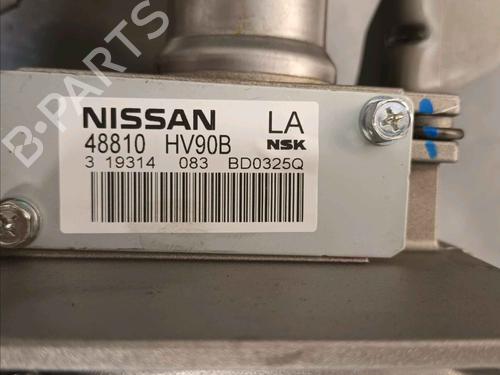 NISSAN LA
48810 HV90B NSK
3 19314 083 BD0325Q
B-PARTS